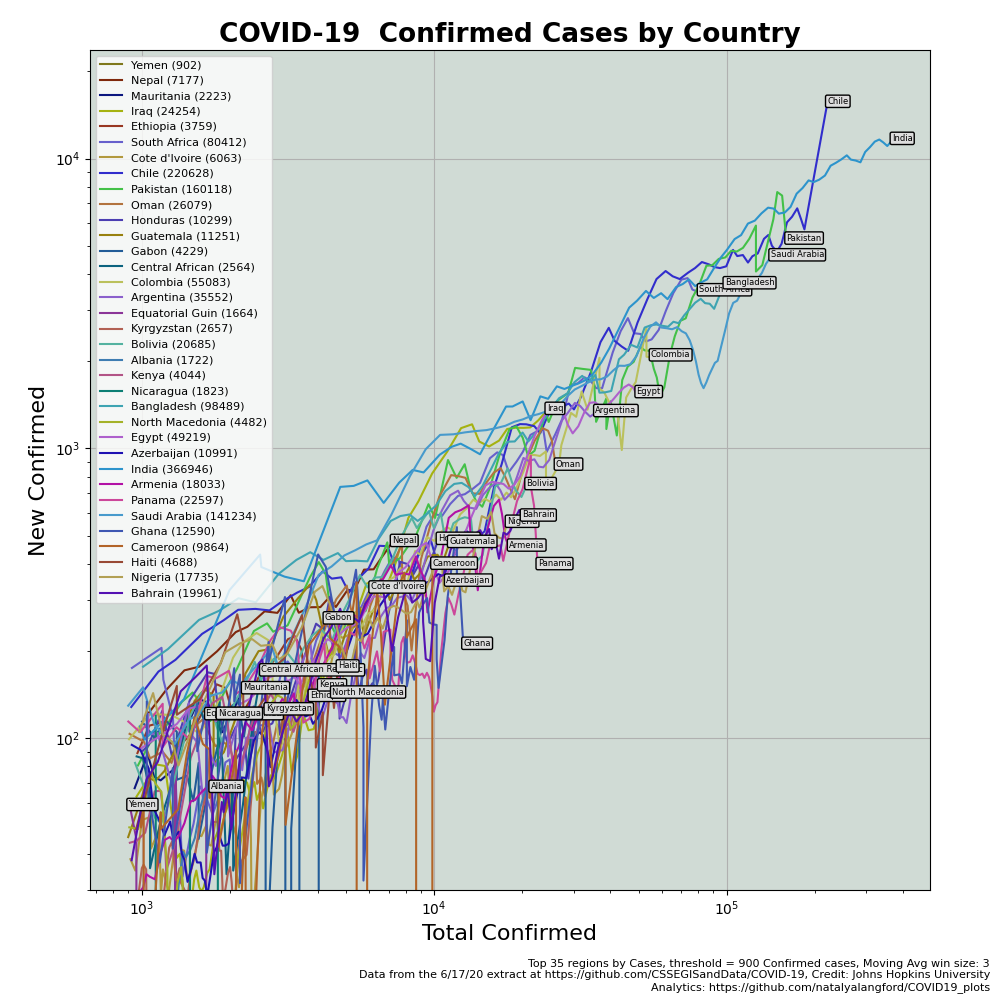 COVID-19  Confirmed Cases by Country
Yemen (902)
Nepal (7177)
Mauritania (2223)
Iraq (24254)
Ethiopia (3759)
South Africa (80412)
Cote d'Ivoire (6063)
Chile (220628)
Pakistan (160118)
Oman (26079)
Honduras (10299)
Guatemala (11251)
Gabon (4229)
Central African (2564)
Colombia (55083)
Argentina (35552)
Equatorial Guin (1664)
Kyrgyzstan (2657)
Bolivia (20685)
Albania (1722)
Kenya (4044)
Nicaragua (1823)
Bangladesh (98489)
North Macedonia (4482)
Egypt (49219)
Azerbaijan (10991)
India (366946)
Armenia (18033)
Panama (22597)
Saudi Arabia (141234)
Ghana (12590)
Cameroon (9864)
Haiti (4688)
Nigeria (17735)
Bahrain (19961)
Chile
India
Pakistan
Saudi Arabia
Bangladesh
Colombia
Egypt
Iraq
Argentina
Oman
Bolivia
Bahrain
Nepal
Guatemala
Armenia
Cameroon
Panama
Azerbaijan
Cote d'Ivoire
Gabon
Ghana
Central African
Haiti
Mauritania
Kenya
North Macedonia
Nicaragua
Kyrgyzstan
Albania
Yemen
New Confirmed
10⁴
10³
10²
10³
10⁴
10⁵
Total Confirmed
Top 35 regions by Cases, threshold = 900 Confirmed cases, Moving Avg win size: 3
Data from the 6/17/20 extract at https://github.com/CSSEGISandData/COVID-19, Credit: Johns Hopkins University
Analytics: https://github.com/natalyalangford/COVID19_plots